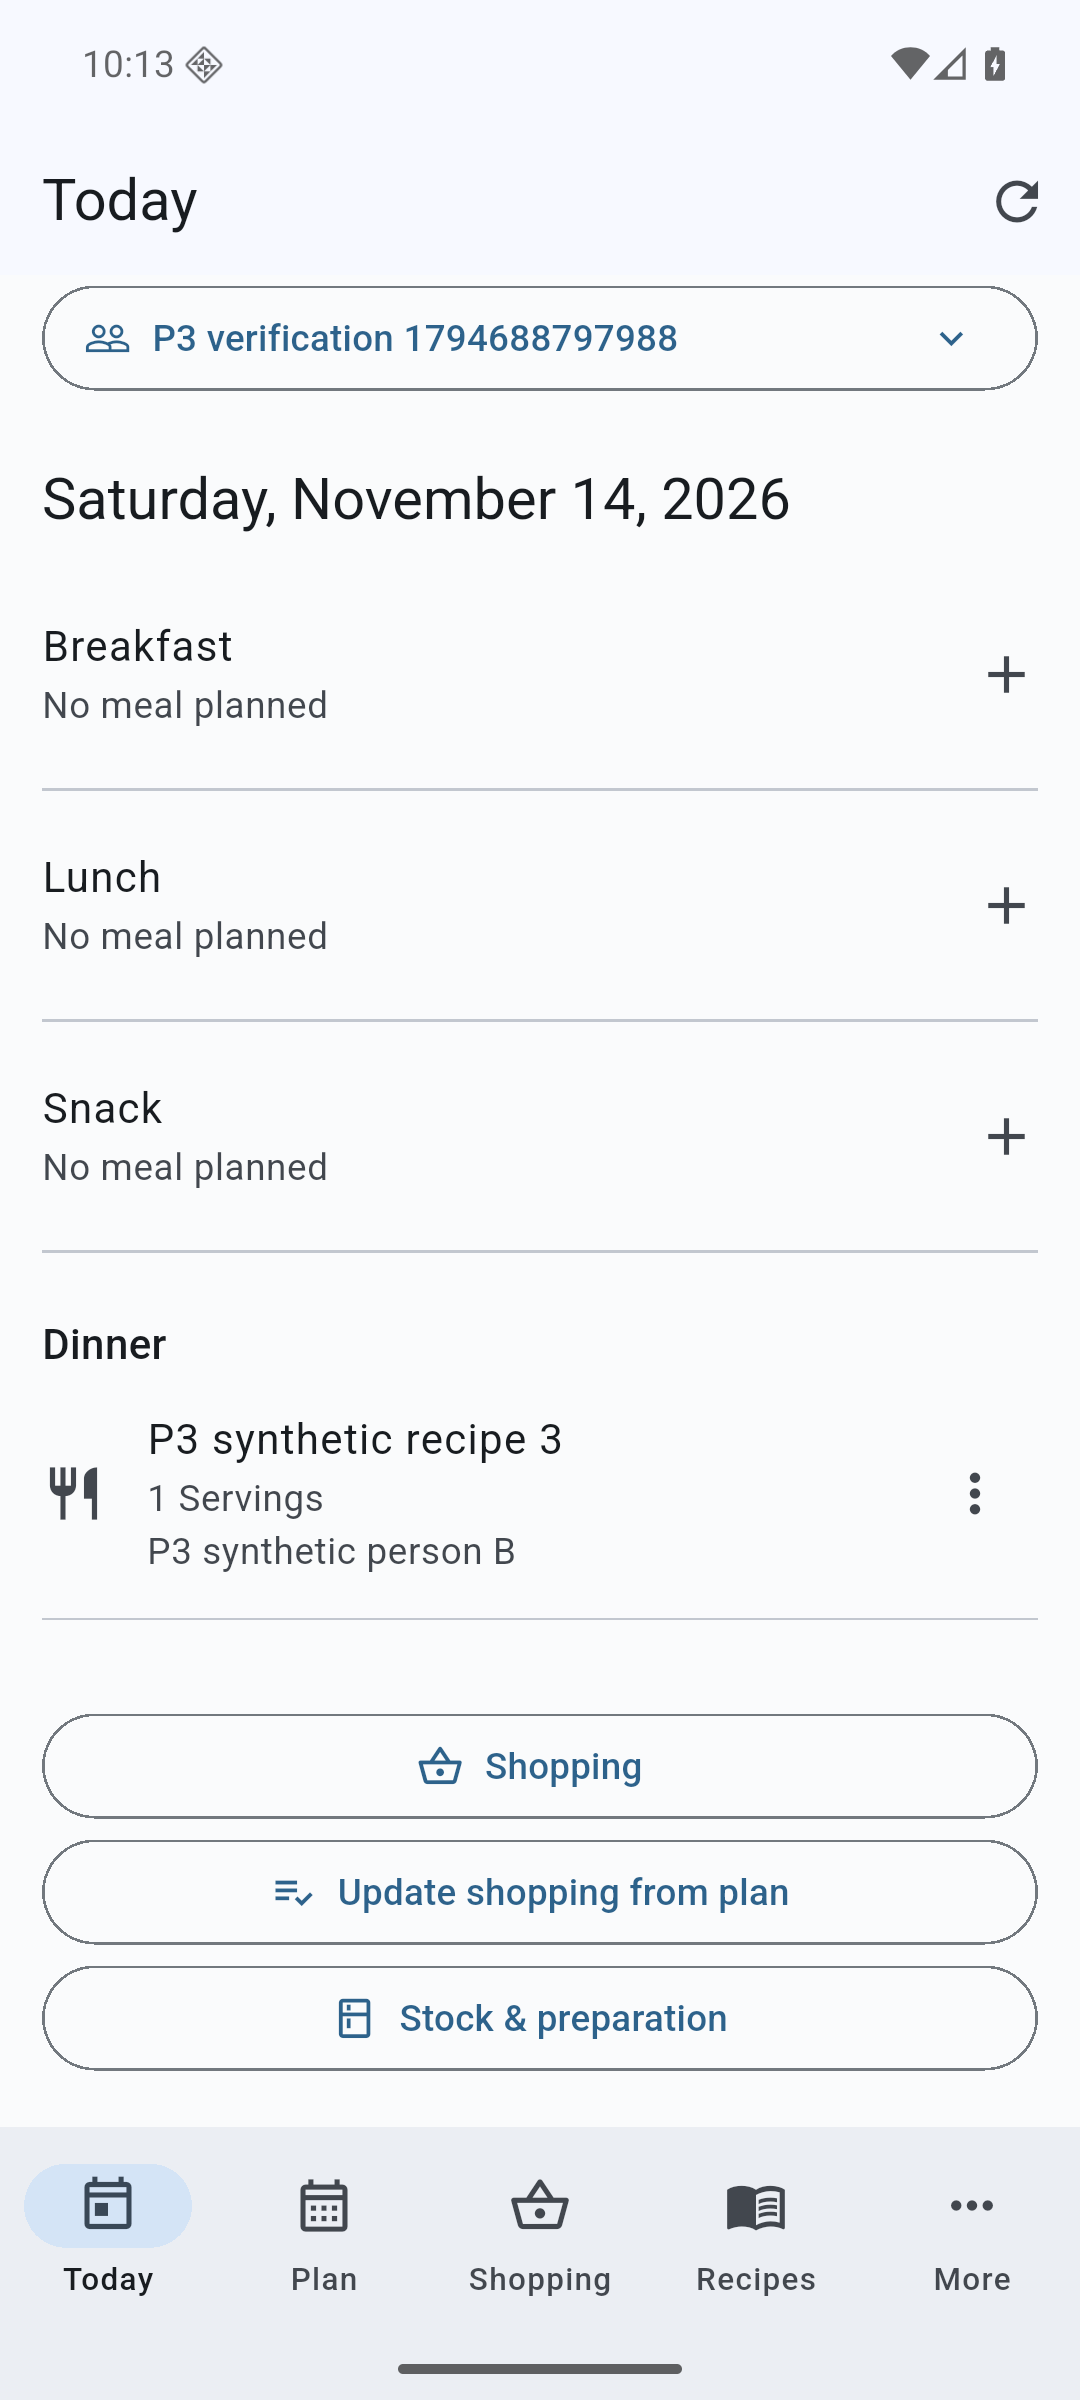 10:13
Today
P3 verification 1794688797988
Saturday, November 14, 2026
Breakfast
No meal planned
Lunch
No meal planned
Snack
No meal planned
Dinner
P3 synthetic recipe 3
1 Servings
P3 synthetic person B
Shopping
Update shopping from plan
Stock & preparation
Today Plan Shopping Recipes More